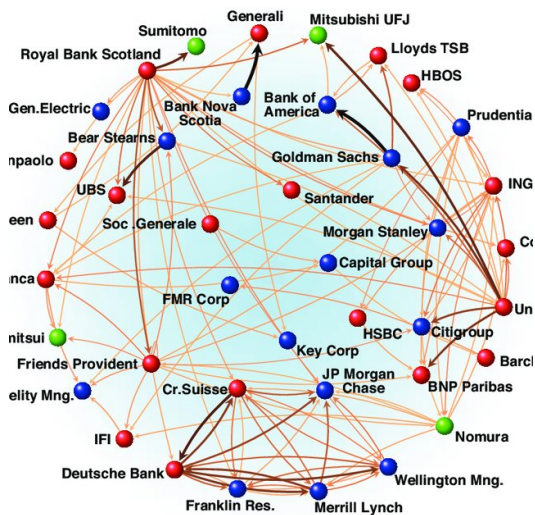 Generali
Sumitomo
Mitsubishi UFJ
Royal Bank Scotland
Lloyds TSB
HBOS
Gen.Electric
Bank Nova
Scotia
Bank of
America
Prudentia
Bear Stearns
Goldman Sachs
npaolo
ING
UBS
Santander
een
Soc.Generale
Morgan Stanley
Co
anca
Capital Group
FMR Corp
Un
nitsui
HSBC
Citigroup
Key Corp
Friends Provident
Barcl
Cr.Suisse
JP Morgan
Chase
BNP Paribas
elity Mng.
IFI
Nomura
Deutsche Bank
Wellington Mng.
Franklin Res.
Merrill Lynch